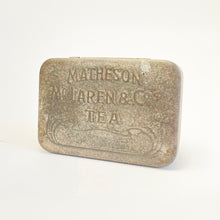 MATHESON
McLAREN & Co
TEA